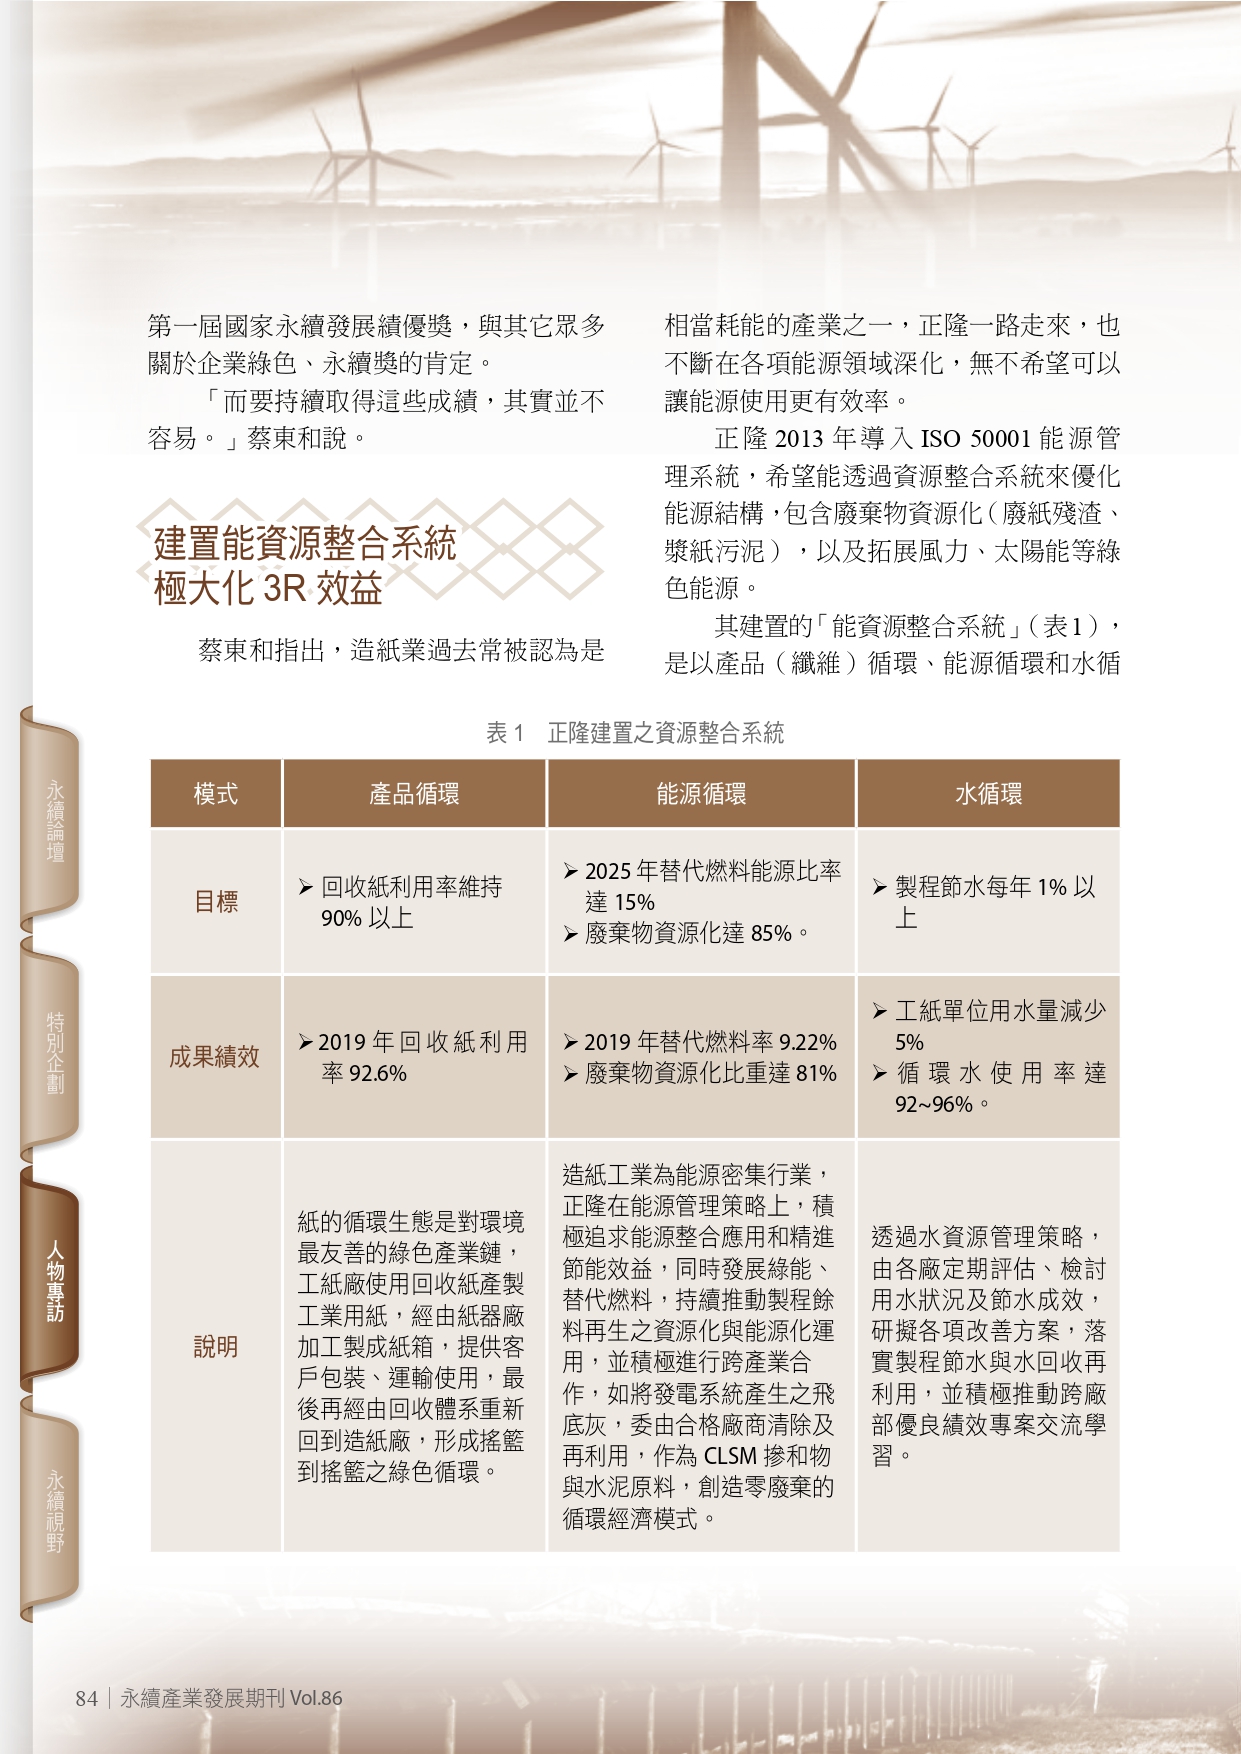 第一屆國家永續發展績優獎，與其它眾多
關於企業綠色、永續獎的肯定。
「而要持續取得這些成績，其實並不
容易。」蔡東和說。
建置能資源整合系統
極大化 3R 效益
蔡東和指出，造紙業過去常被認為是
相當耗能的產業之一，正隆一路走來，也
不斷在各項能源領域深化，無不希望可以
讓能源使用更有效率。
正隆 2013 年導入 ISO 50001 能源管
理系統，希望能透過資源整合系統來優化
能源結構，包含廢棄物資源化（廢紙殘渣、
漿紙污泥），以及拓展風力、太陽能等綠
色能源。
其建置的「能資源整合系統」（表1），
是以產品（纖維）循環、能源循環和水循
表 1　正隆建置之資源整合系統
模式
產品循環
能源循環
水循環
目標
➢ 回收紙利用率維持
90% 以上
➢ 2025 年替代燃料能源比率
達 15%
➢ 廢棄物資源化達 85%。
➢ 製程節水每年 1% 以
上
成果績效
➢ 2019 年回收紙利用
率 92.6%
➢ 2019 年替代燃料率 9.22%
➢ 廢棄物資源化比重達 81%
➢ 工紙單位用水量減少
5%
➢ 循環水使用率達
92~96%。
說明
紙的循環生態是對環境
最友善的綠色產業鏈，
工紙廠使用回收紙產製
工業用紙，經由紙器廠
加工製成紙箱，提供客
戶包裝、運輸使用，最
後再經由回收體系重新
回到造紙廠，形成搖籃
到搖籃之綠色循環。
造紙工業為能源密集行業，
正隆在能源管理策略上，積
極追求能源整合應用和精進
節能效益，同時發展綠能、
替代燃料，持續推動製程餘
料再生之資源化與能源化運
用，並積極進行跨產業合
作，如將發電系統產生之飛
底灰，委由合格廠商清除及
再利用，作為 CLSM 摻和物
與水泥原料，創造零廢棄的
循環經濟模式。
透過水資源管理策略，
由各廠定期評估、檢討
用水狀況及節水成效，
研擬各項改善方案，落
實製程節水與水回收再
利用，並積極推動跨廠
部優良績效專案交流學
習。
永續論壇
特別企劃
人物專訪
永續視野
84｜永續產業發展期刊 Vol.86